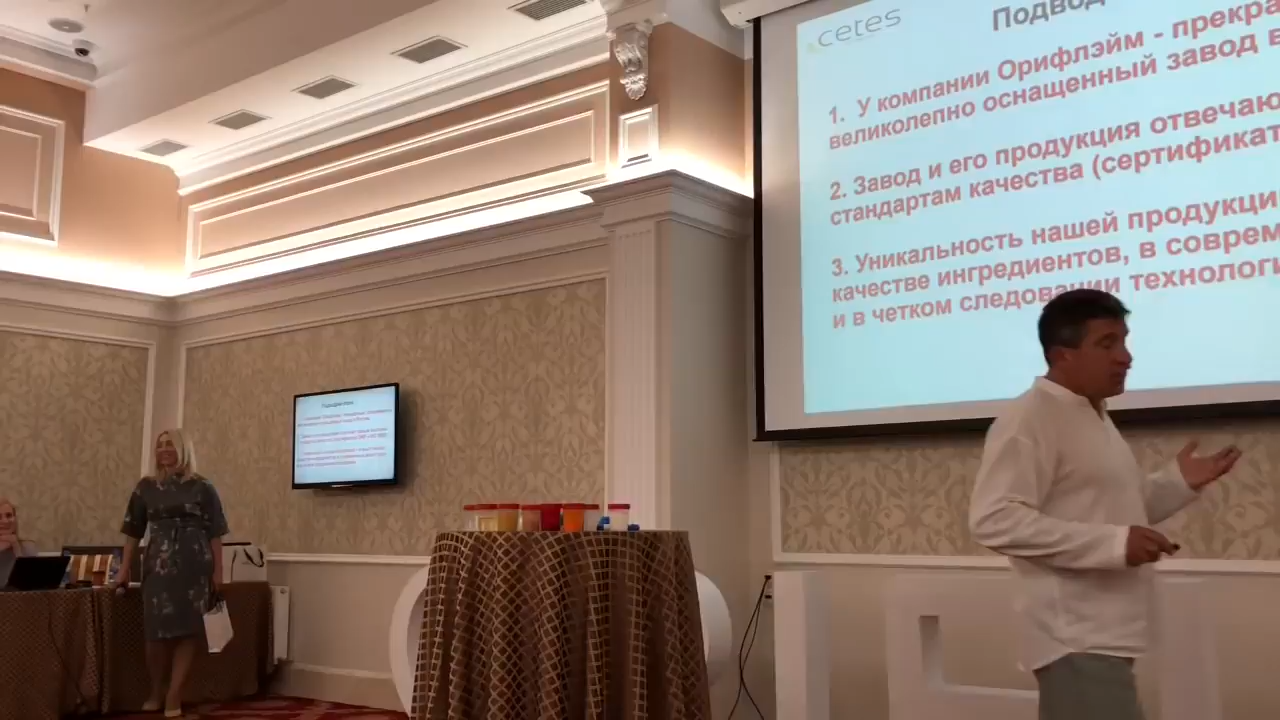 cetes
Подвод
1. У компании Орифлэйм - прекра
великолепно оснащенный завод в
2. Завод и его продукция отвечаю
стандартам качества (сертификат
3. Уникальность нашей продукци
качестве ингредиентов, в соврем
и в четком следовании технологи